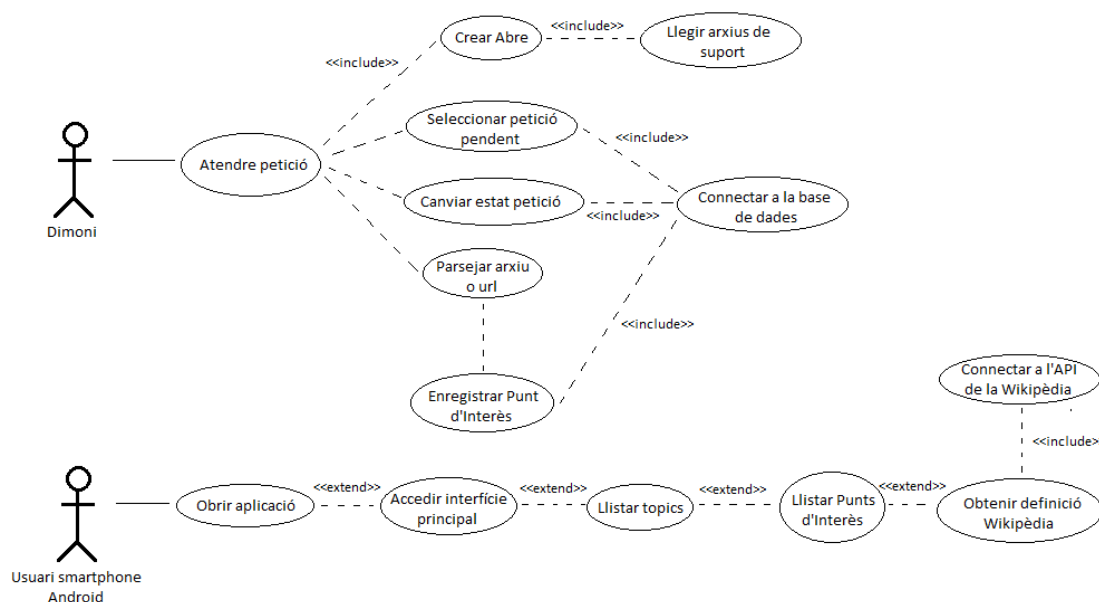 <<include>>
Crear Abre
Llegir arxius de
suport
<<include>>
Seleccionar petició
pendent
<<include>>
Atendre petició
Canviar estat petició
<<include>>
Connectar a la base
de dades
Dimoni
Parsejar arxiu
o url
<<include>>
Enregistrar Punt
d'Interès
Connectar a l'API
de la Wikipèdia
<<include>
Obrir aplicació
<<extend>>
Accedir interfície
principal
<<extend>>
Llistar topics
<<extend>>
Llistar Punts
d'Interès
<<extend>>
Obtenir definició
Wikipèdia
Usuari smartphone
Android